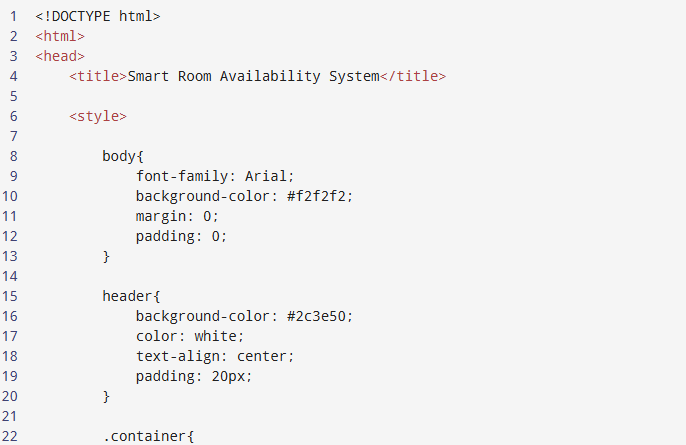 1 <!DOCTYPE html>
2 <html>
3 <head>
4     <title>Smart Room Availability System</title>
5
6     <style>
7
8         body{
9             font-family: Arial;
10             background-color: #f2f2f2;
11             margin: 0;
12             padding: 0;
13         }
14
15         header{
16             background-color: #2c3e50;
17             color: white;
18             text-align: center;
19             padding: 20px;
20         }
21
22         .container{